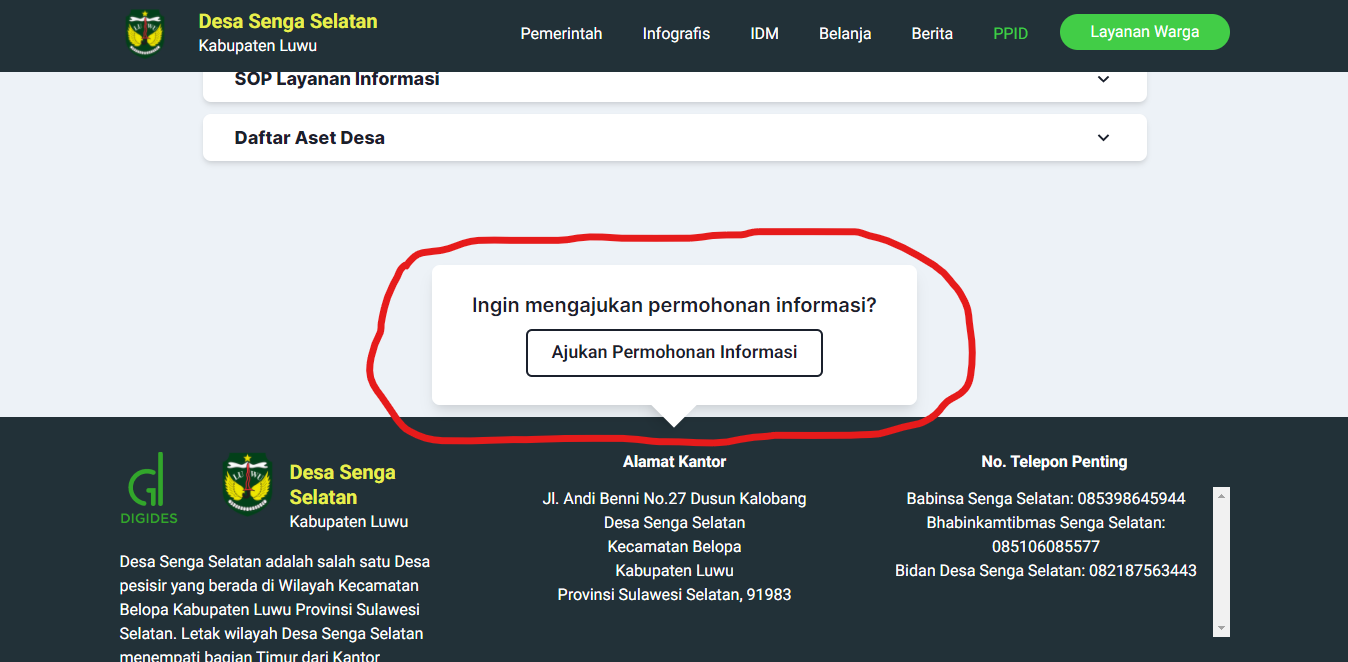 Desa Senga Selatan
Kabupaten Luwu
Pemerintah Infografis IDM Belanja Berita PPID Layanan Warga
SOP Layanan Informasi
Daftar Aset Desa
Ingin mengajukan permohonan informasi?
Ajukan Permohonan Informasi
DIGIDES
Desa Senga
Selatan
Kabupaten Luwu
Desa Senga Selatan adalah salah satu Desa
pesisir yang berada di Wilayah Kecamatan
Belopa Kabupaten Luwu Provinsi Sulawesi
Selatan. Letak wilayah Desa Senga Selatan
menempati bagian Timur dari Kantor
Alamat Kantor
Jl. Andi Benni No.27 Dusun Kalobang
Desa Senga Selatan
Kecamatan Belopa
Kabupaten Luwu
Provinsi Sulawesi Selatan, 91983
No. Telepon Penting
Babinsa Senga Selatan: 085398645944
Bhabinkamtibmas Senga Selatan:
085106085577
Bidan Desa Senga Selatan: 082187563443